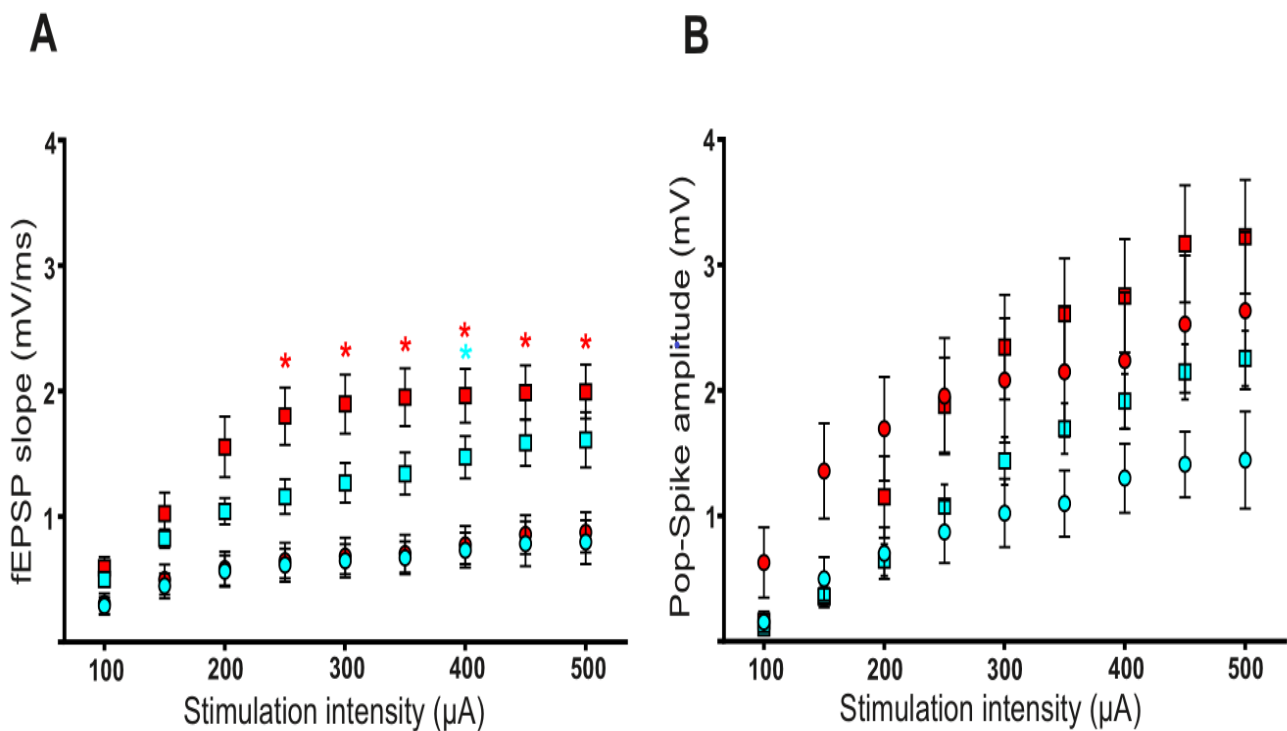 A
fEPSP slope (mV/ms)
4
3
2
1
* * * * * *
*
100 200 300 400 500
Stimulation intensity (µA)
B
Pop-Spike amplitude (mV)
4
3
2
1
100 200 300 400 500
Stimulation intensity (µA)